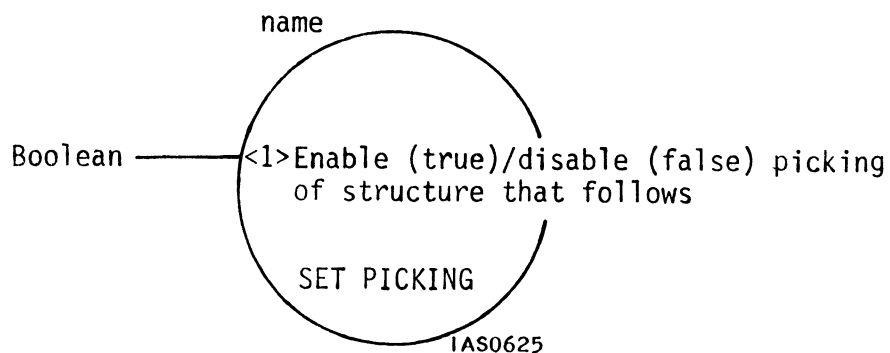 name
Boolean <1>Enable (true)/disable (false) picking
of structure that follows
SET PICKING
IAS0625